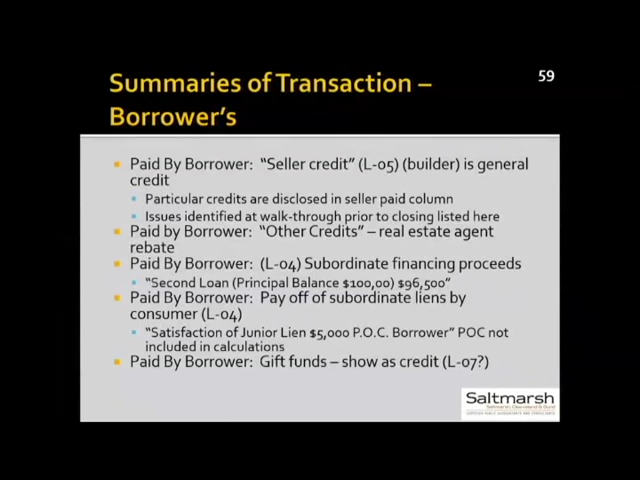 59
Summaries of Transaction –
Borrower's
Paid By Borrower: "Seller credit" (L-05) (builder) is general
credit
Particular credits are disclosed in seller paid column
Issues identified at walk-through prior to closing listed here
Paid by Borrower: "Other Credits" – real estate agent
rebate
Paid By Borrower: (L-04) Subordinate financing proceeds
"Second Loan (Principal Balance $100,00) $96,500"
Paid By Borrower: Pay off of subordinate liens by
consumer (L-04)
"Satisfaction of Junior Lien $5,000 P.O.C. Borrower" POC not
included in calculations
Paid By Borrower: Gift funds – show as credit (L-07?)
Saltmarsh
Saltmarsh, Cleaveland & Gund